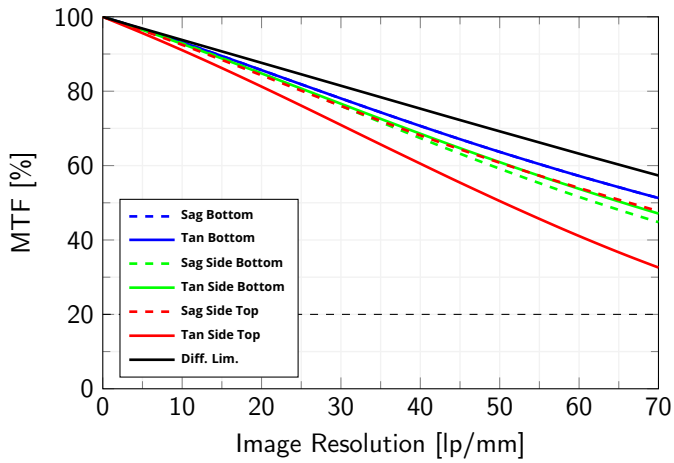 100
80
60
40
20
0
MTF [%]
Sag Bottom
Tan Bottom
Sag Side Bottom
Tan Side Bottom
Sag Side Top
Tan Side Top
Diff. Lim.
0 10 20 30 40 50 60 70
Image Resolution [lp/mm]